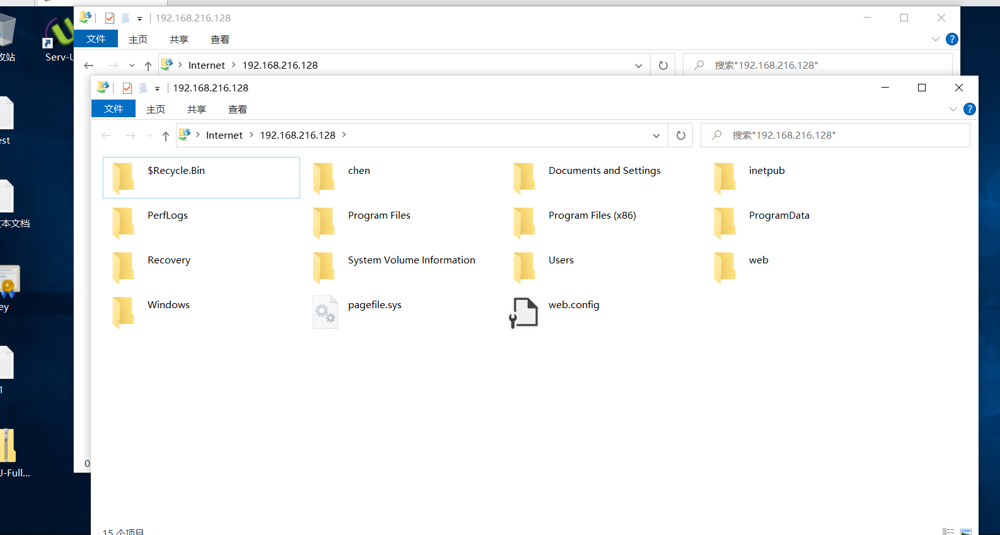 192.168.216.128
文件 主页 共享 查看
Internet 192.168.216.128
搜索"192.168.216.128"
192.168.216.128
文件 主页 共享 查看
Internet 192.168.216.128
搜索"192.168.216.128"
$Recycle.Bin
chen
Documents and Settings
inetpub
PerfLogs
Program Files
Program Files (x86)
ProgramData
Recovery
System Volume Information
Users
web
Windows
pagefile.sys
web.config
15 个项目
0
收站
Serv-U
est
文本文档
ey
1
U-Full...